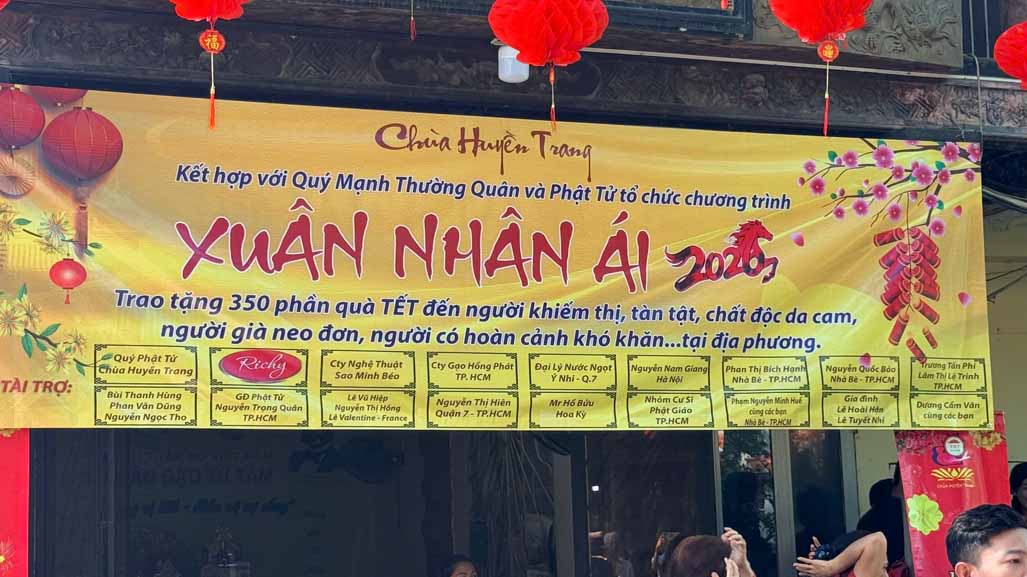 福
Chùa Huyền Trang
Kết hợp với Quý Mạnh Thường Quân và Phật Tử tổ chức chương trình
XUÂN NHÂN ÁI 2026
Trao tặng 350 phần quà TẾT đến người khiếm thị, tàn tật, chất độc da cam,
người già neo đơn, người có hoàn cảnh khó khăn...tại địa phương.
TÀI TRỢ:
Quý Phật Tử
Chùa Huyền Trang
Richy
Cty Nghệ Thuật
Sao Minh Béo
Cty Gạo Hồng Phát
TP. HCM
Đại Lý Nước Ngọt
Ý Nhi - Q.7
Nguyễn Nam Giang
Hà Nội
Phan Thị Bích Hạnh
Nhà Bè - TP.HCM
Nguyễn Quốc Bảo
Nhà Bè - TP.HCM
Trương Tấn Phi
Lâm Thị Lệ Trinh
TP.HCM
Bùi Thanh Hùng
Phan Văn Dũng
Nguyễn Ngọc Thọ
GĐ Phật Tử
Nguyễn Trọng Quân
TP.HCM
Lê Vũ Hiệp
Nguyễn Thị Hồng
Lê Valentine - France
Nguyễn Thị Hiên
Quận 7 - TP.HCM
Mr Hố Bửu
Hoa Kỳ
Nhóm Cư Sĩ
Phật Giáo
TP.HCM
Phạm Nguyễn Minh Huế
cùng các bạn
Nhà Bè - TP.HCM
Gia đình
Lê Hoài Hận
Lê Tuyết Nhi
Dương Cẩm Vân
cùng các bạn
CHÙA HUYỀN